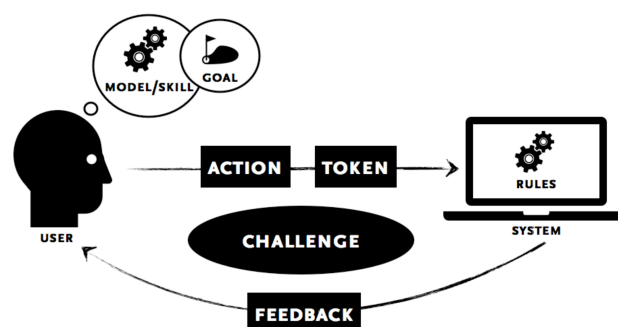 MODEL/SKILL
GOAL
ACTION
TOKEN
RULES
USER
CHALLENGE
SYSTEM
FEEDBACK